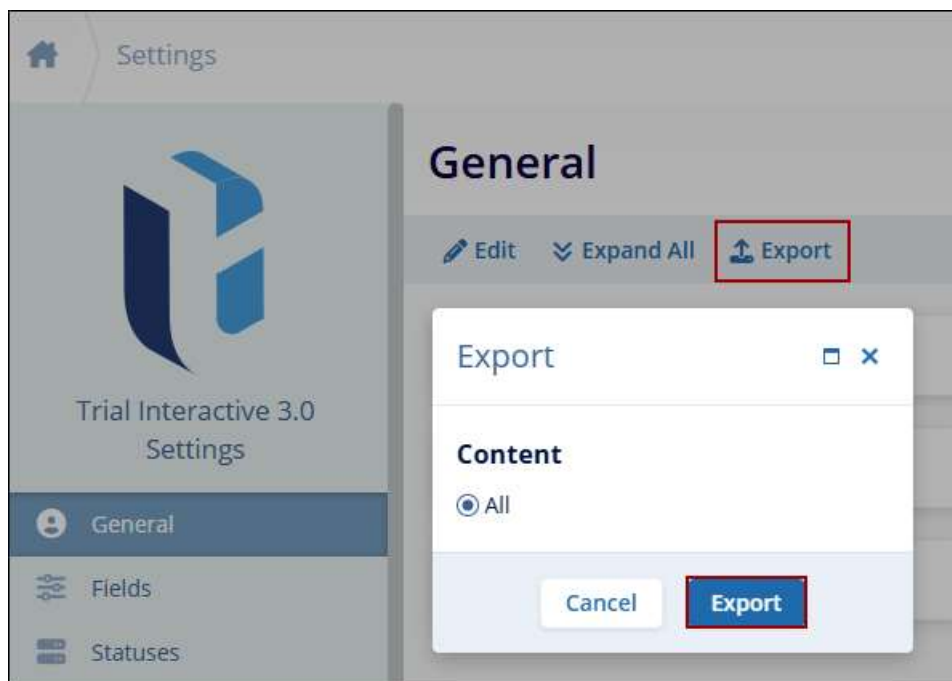 Settings
General
Edit Expand All Export
Export
Trial Interactive 3.0
Settings
Content
All
General
Fields
Cancel Export
Statuses